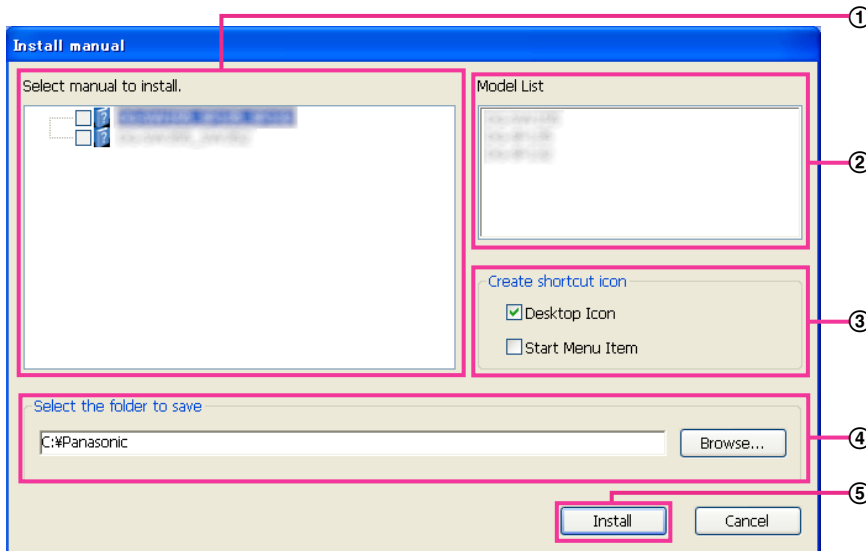 ①
Install manual
Select manual to install.
Model List
②
Create shortcut icon
Desktop Icon
③
Start Menu Item
Select the folder to save
C:¥Panasonic
Browse...
④
⑤
Install
Cancel